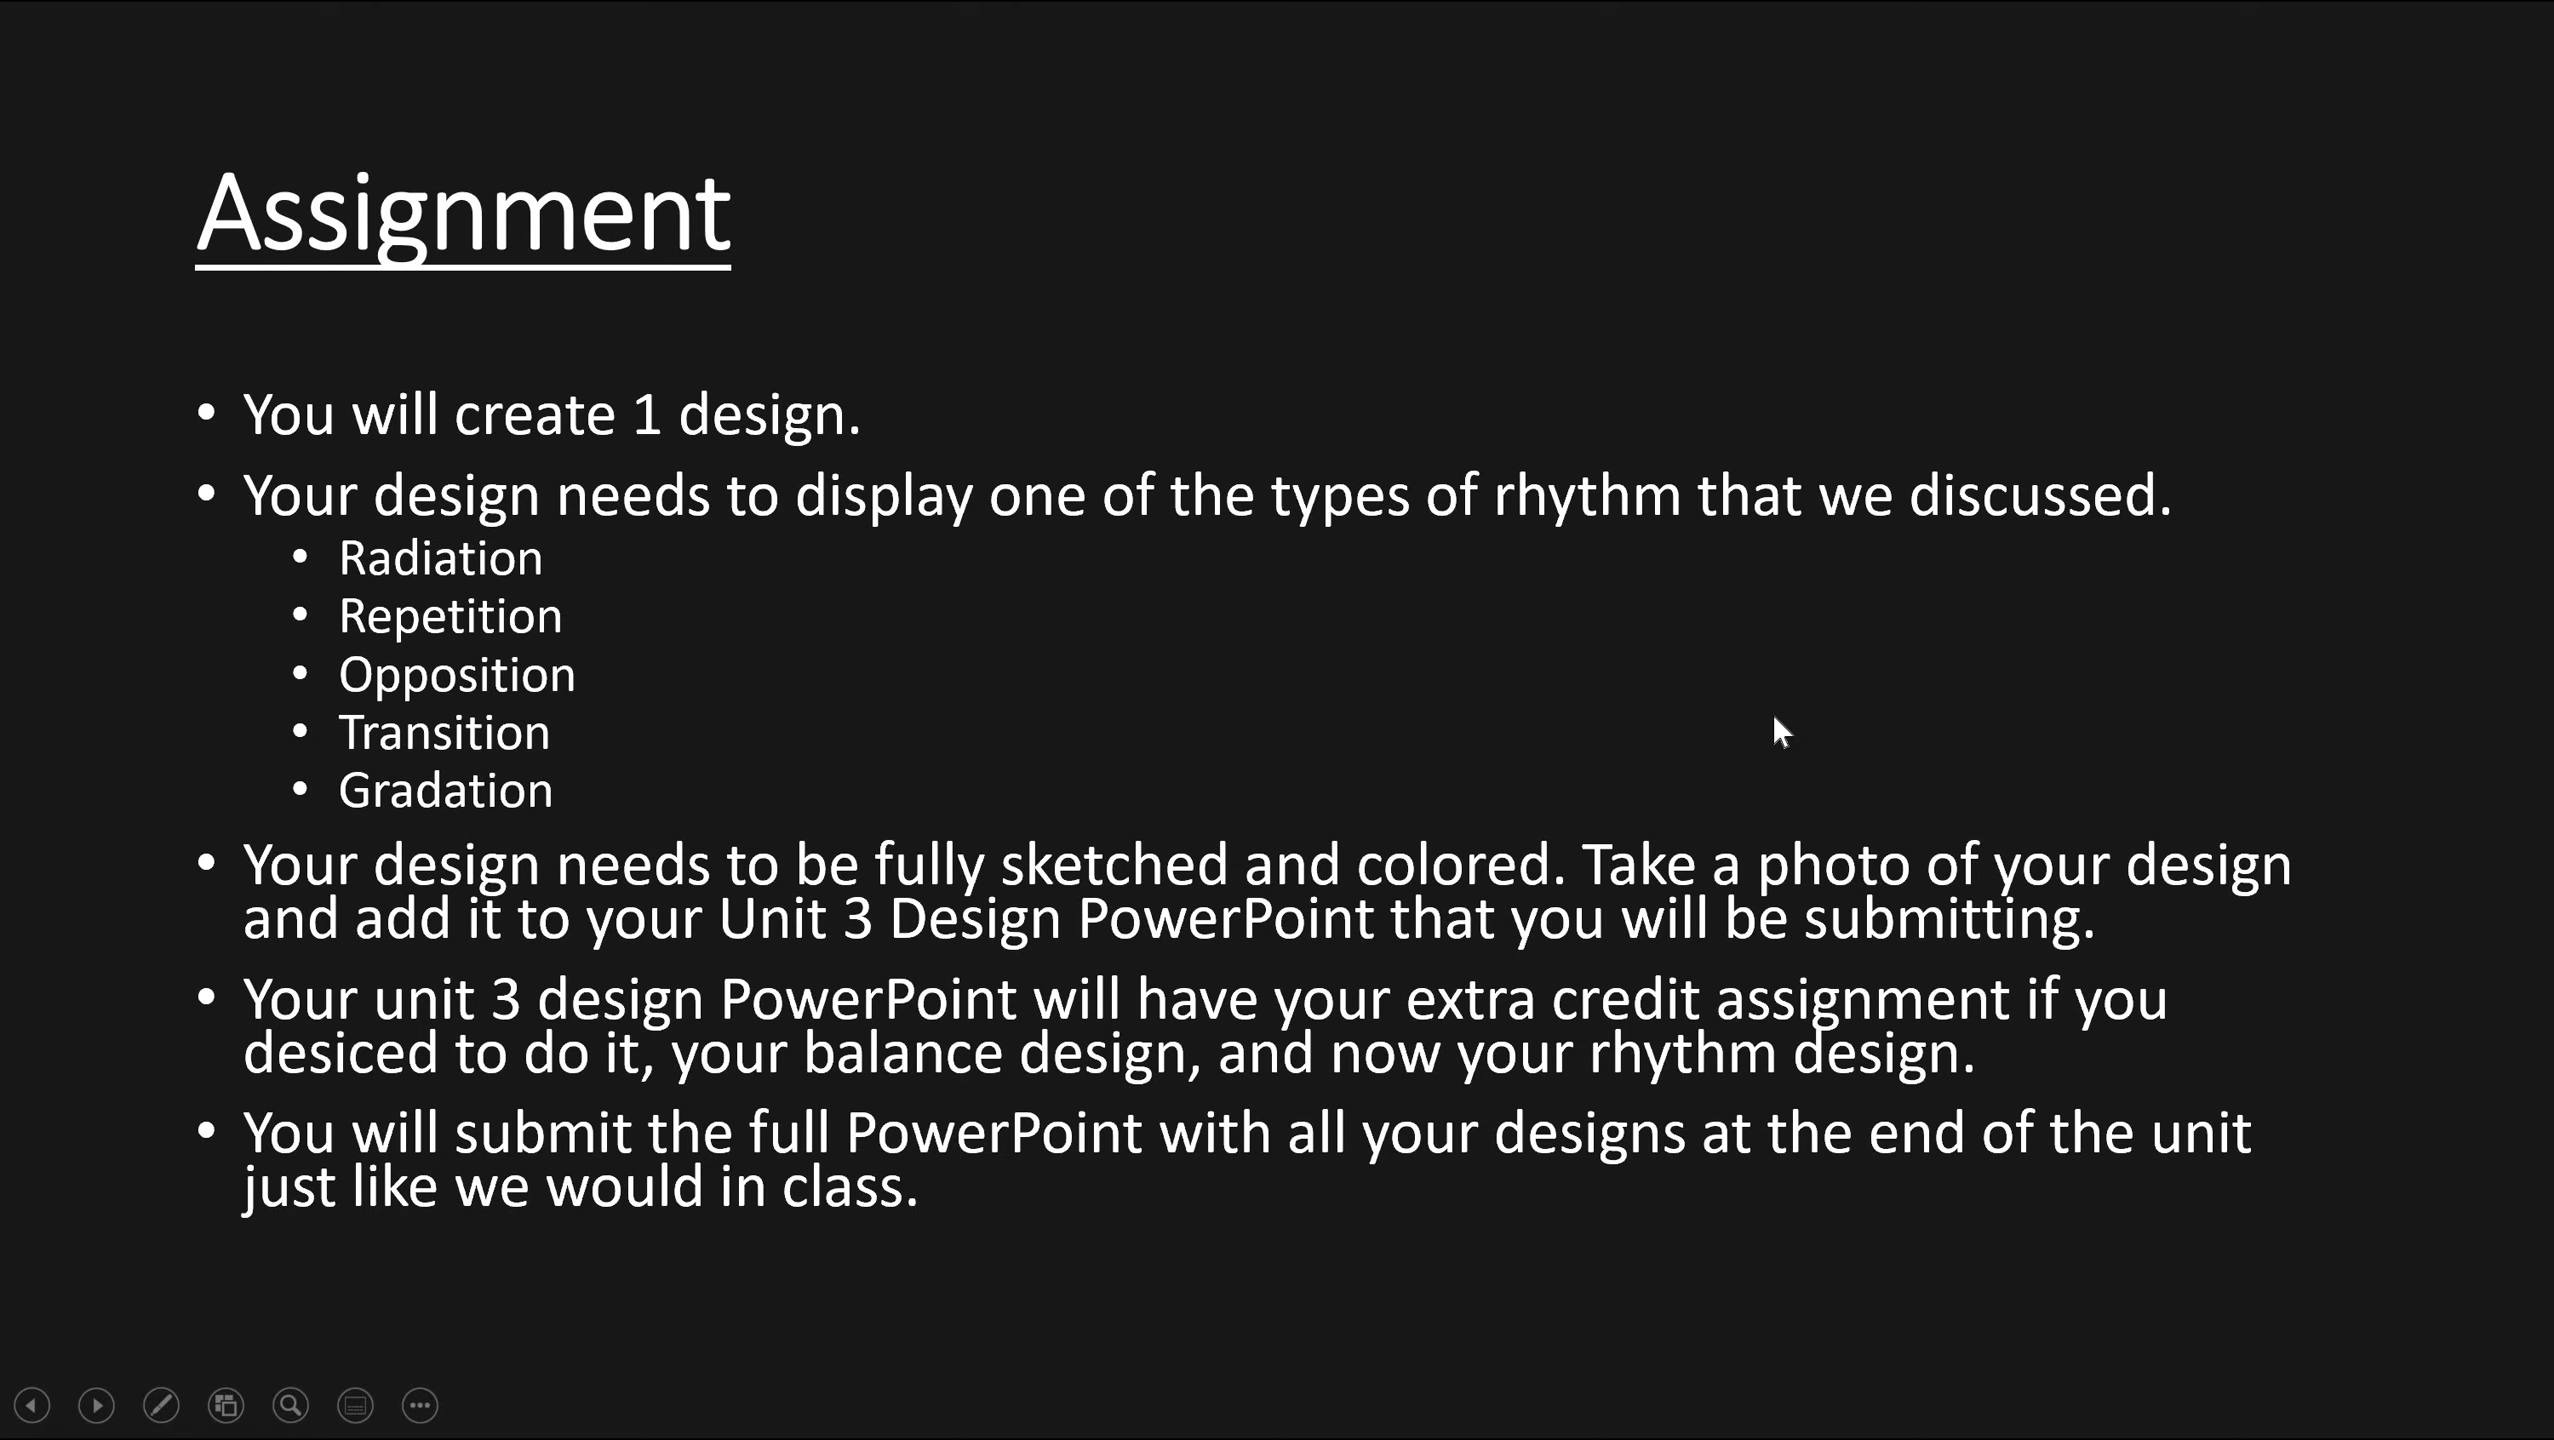 Assignment
• You will create 1 design.
• Your design needs to display one of the types of rhythm that we discussed.
• Radiation
• Repetition
• Opposition
• Transition
• Gradation
• Your design needs to be fully sketched and colored. Take a photo of your design
and add it to your Unit 3 Design PowerPoint that you will be submitting.
• Your unit 3 design PowerPoint will have your extra credit assignment if you
desiced to do it, your balance design, and now your rhythm design.
• You will submit the full PowerPoint with all your designs at the end of the unit
just like we would in class.